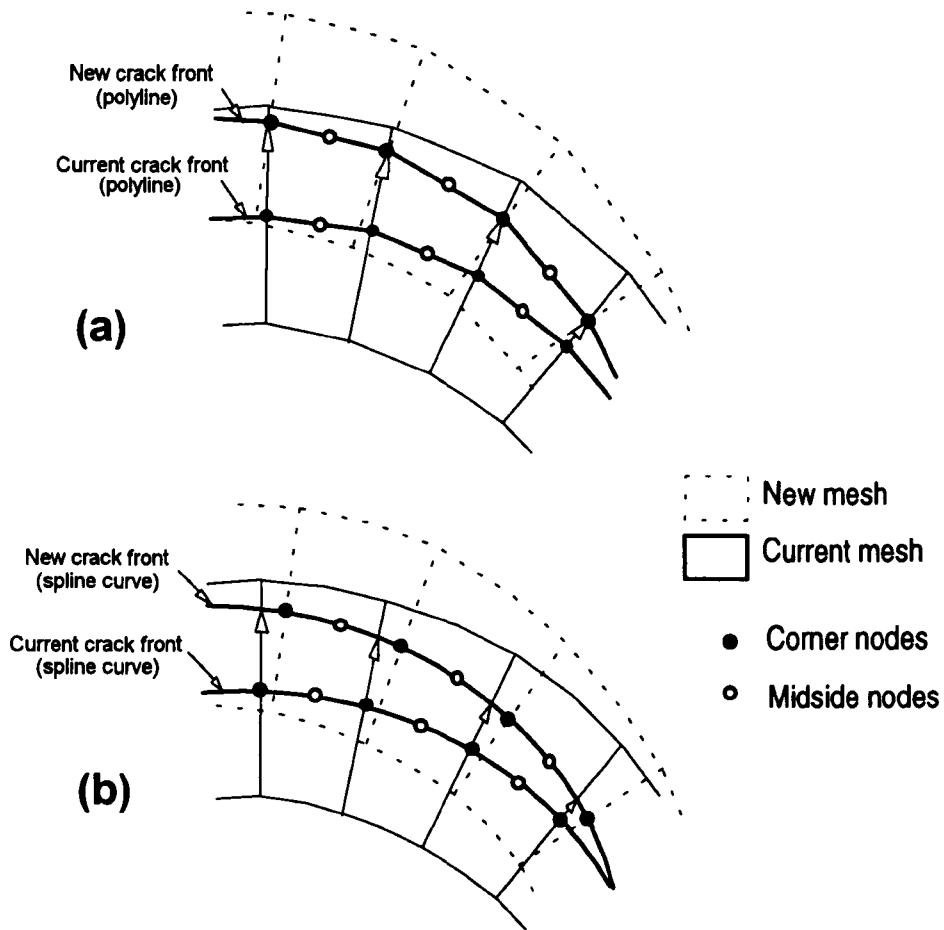 New crack front
(polyline)
Current crack front
(polyline)
(a)
New crack front
(spline curve)
Current crack front
(spline curve)
(b)
New mesh
Current mesh
Corner nodes
Midside nodes